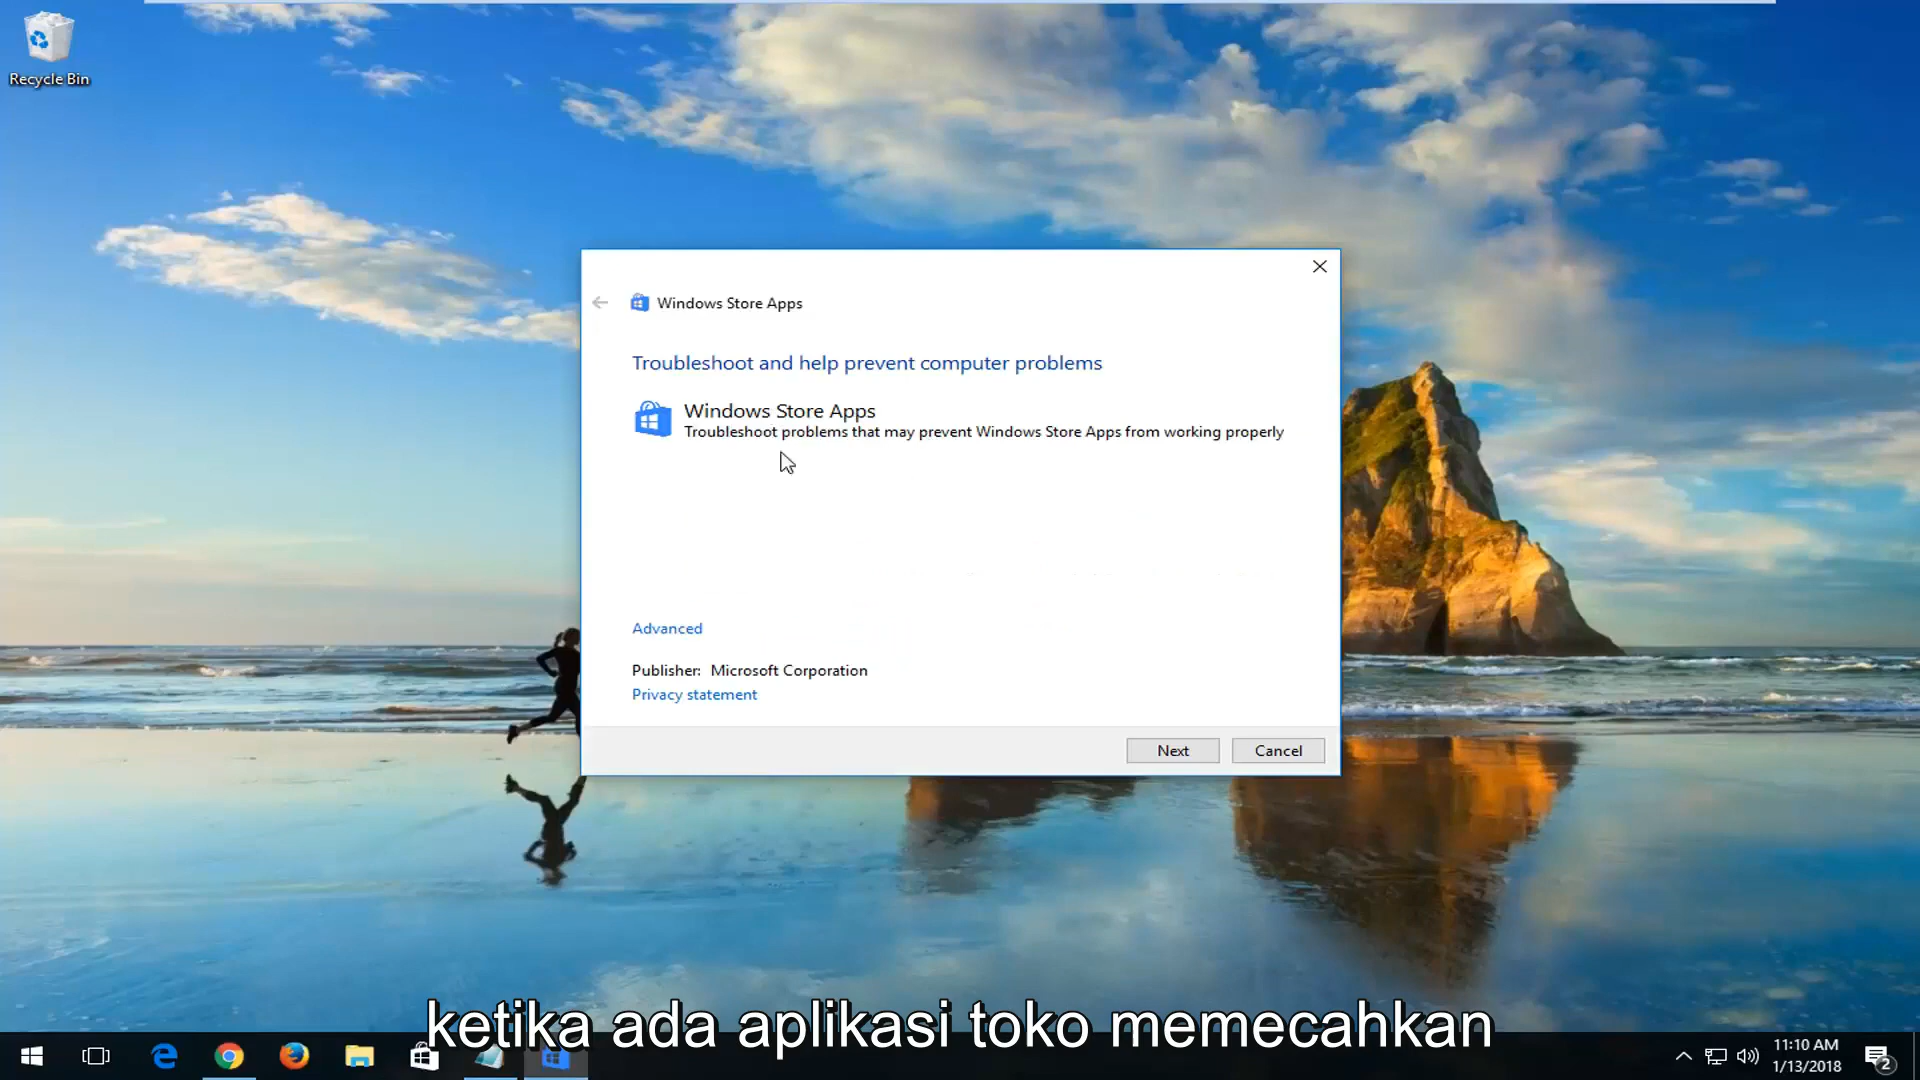 Recycle Bin
Windows Store Apps
Troubleshoot and help prevent computer problems
Windows Store Apps
Troubleshoot problems that may prevent Windows Store Apps from working properly
Advanced
Publisher: Microsoft Corporation
Privacy statement
Next
Cancel
ketika ada aplikasi toko memecahkan
11:10 AM
1/13/2018
2